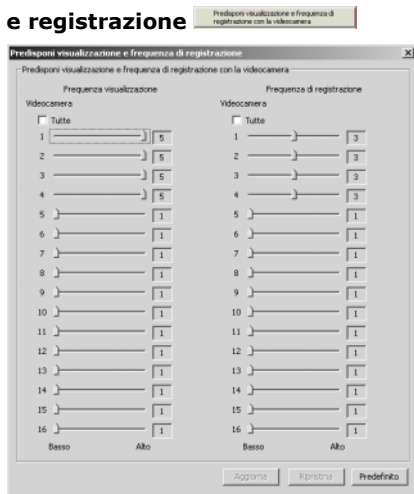 e registrazione
Predisponi visualizzazione e frequenza di
registrazione con la videocamera
Predisponi visualizzazione e frequenza di registrazione
Predisponi visualizzazione e frequenza di registrazione con la videocamera
Frequenza visualizzazione Frequenza di registrazione
Videocamera Videocamera
Tutte Tutte
1 5 1 3
2 5 2 3
3 5 3 3
4 5 4 3
5 1 5 1
6 1 6 1
7 1 7 1
8 1 8 1
9 1 9 1
10 1 10 1
11 1 11 1
12 1 12 1
13 1 13 1
14 1 14 1
15 1 15 1
16 1 16 1
Basso Alto Basso Alto
Aggiorna Ripristina Predefinito